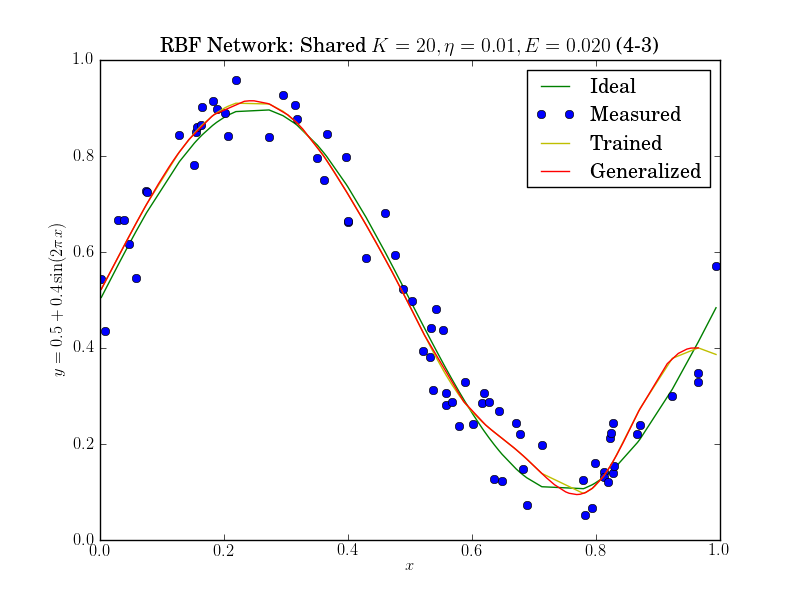 RBF Network: Shared K = 20, η = 0.01, E = 0.020 (4-3)
Ideal
Measured
Trained
Generalized
y = 0.5 + 0.4 sin(2πx)
1.0
0.8
0.6
0.4
0.2
0.0
0.0 0.2 0.4 0.6 0.8 1.0
x